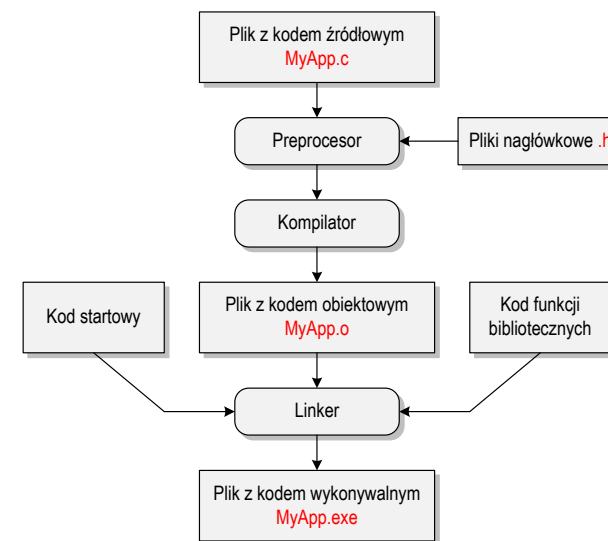 Plik z kodem źródłowym
MyApp.c
Preprocesor
Pliki nagłówkowe .h
Kompilator
Kod startowy
Plik z kodem obiektowym
MyApp.o
Kod funkcji
bibliotecznych
Linker
Plik z kodem wykonywalnym
MyApp.exe